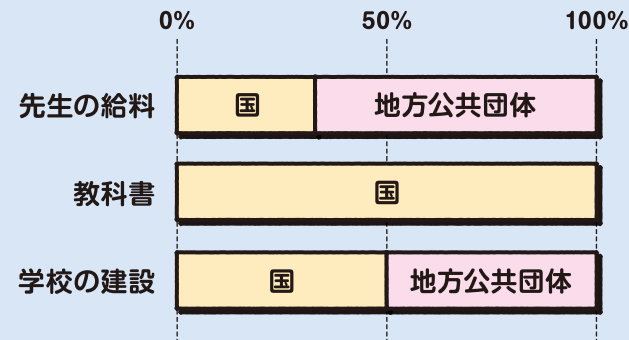 0% 50% 100%
先生の給料 国 地方公共団体
教科書 国
学校の建設 国 地方公共団体